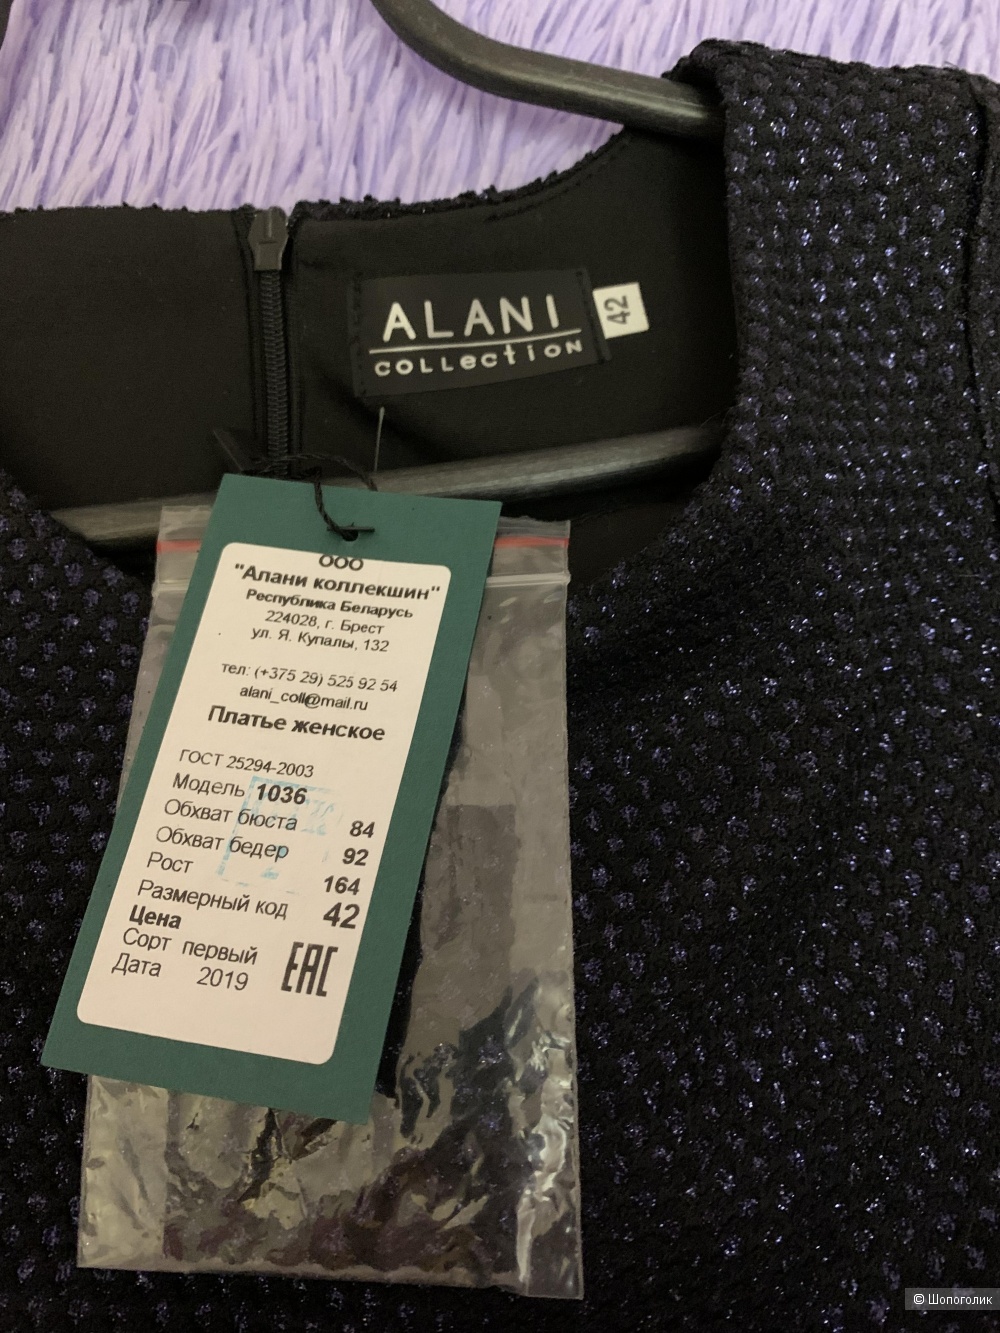 ALANI
COLLECTION
42
ООО
"Алани коллекшин"
Республика Беларусь
224028, г. Брест
ул. Я. Купалы, 132
тел: (+375 29) 525 92 54
alani_coll@mail.ru
Платье женское
ГОСТ 25294-2003
Модель 1036
Обхват бюста 84
Обхват бедер 92
Рост 164
Размерный код 42
Цена
Сорт первый
Дата 2019
ЕАС
© Шопоголик